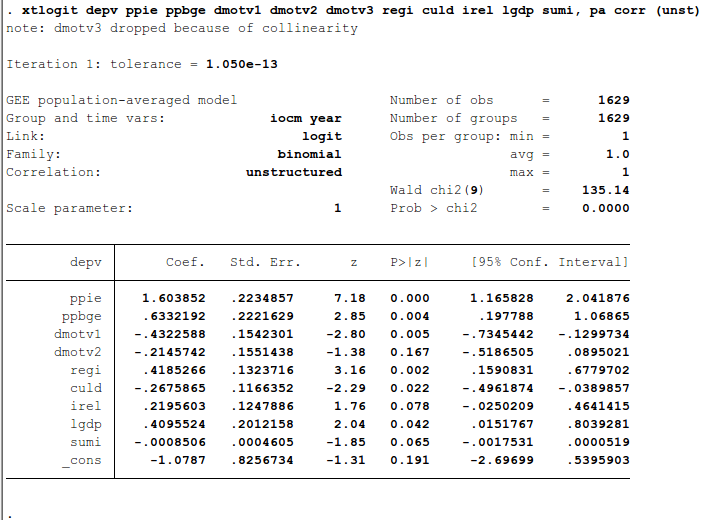 . xtlogit depv ppie ppbge dmotv1 dmotv2 dmotv3 regi culd irel lgdp sumi, pa corr (unst)
note: dmotv3 dropped because of collinearity
Iteration 1: tolerance = 1.050e-13
GEE population-averaged model Number of obs = 1629
Group and time vars: iocm year Number of groups = 1629
Link: logit Obs per group: min = 1
Family: binomial avg = 1.0
Correlation: unstructured max = 1
Wald chi2(9) = 135.14
Scale parameter: 1 Prob > chi2 = 0.0000
depv Coef. Std. Err. z P>|z| [95% Conf. Interval]
ppie 1.603852 .2234857 7.18 0.000 1.165828 2.041876
ppbge .6332192 .2221629 2.85 0.004 .197788 1.06865
dmotv1 -.4322588 .1542301 -2.80 0.005 -.7345442 -.1299734
dmotv2 -.2145742 .1551438 -1.38 0.167 -.5186505 .0895021
regi .4185266 .1323716 3.16 0.002 .1590831 .6779702
culd -.2675865 .1166352 -2.29 0.022 -.4961874 -.0389857
irel .2195603 .1247886 1.76 0.078 -.0250209 .4641415
lgdp .4095524 .2012158 2.04 0.042 .0151767 .8039281
sumi -.0008506 .0004605 -1.85 0.065 -.0017531 .0000519
_cons -1.0787 .8256734 -1.31 0.191 -2.69699 .5395903
.